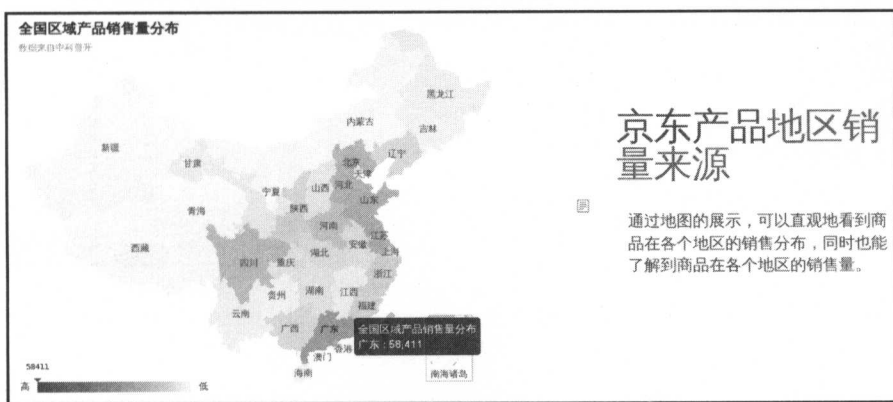 全国区域产品销售量分布
数据来自中科普开
黑龙江
内蒙古
吉林
新疆
辽宁
北京
甘肃
天津
河北
宁夏
山西
山东
青海
陕西
河南
江苏
西藏
安徽
上海
四川
重庆
湖北
浙江
贵州
湖南
江西
福建
云南
广西
广东
全国区域产品销售量分布
广东：58,411
香港
澳门
海南
南海诸岛
58411
高
低
京东产品地区销
量来源
通过地图的展示，可以直观地看到商
品在各个地区的销售分布，同时也能
了解到商品在各个地区的销售量。